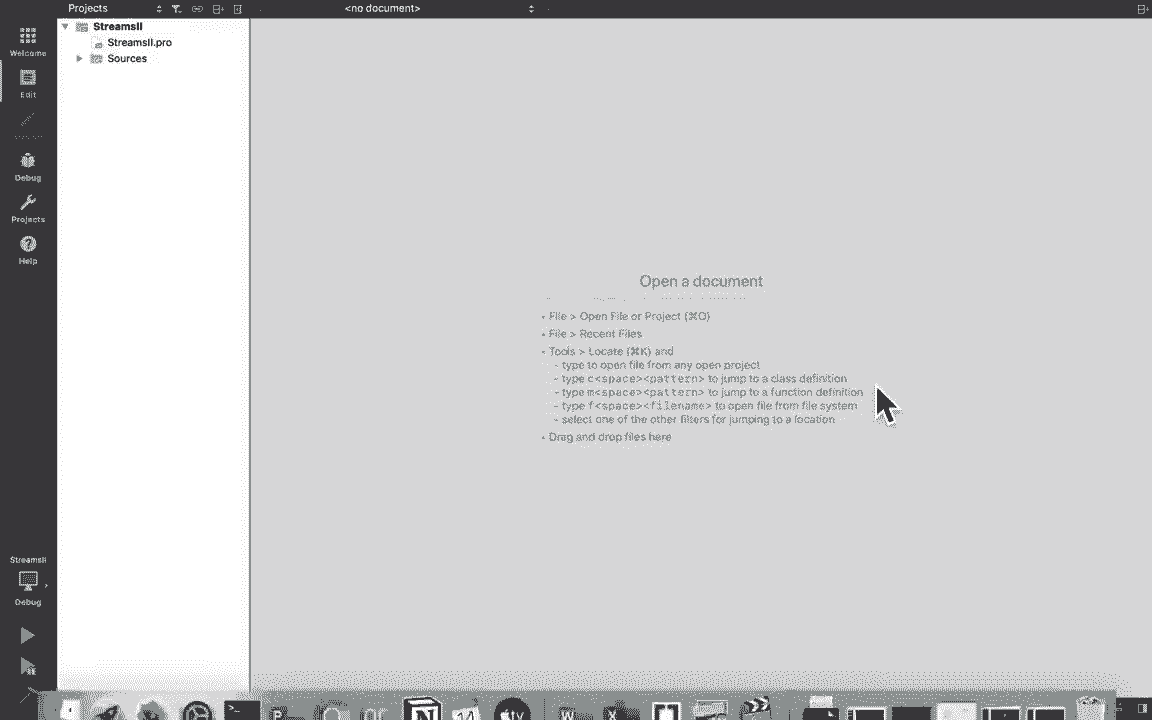 Projects
<no document>
StreamsII
StreamsII.pro
Sources
Welcome
Edit
Debug
Projects
Help
Open a document
• File > Open File or Project (⌘O)
• File > Recent Files
• Tools > Locate (⌘K) and
- type to open file from any open project
- type c<space><pattern> to jump to a class definition
- type m<space><pattern> to jump to a function definition
- type f<space><filename> to open file from file system
- select one of the other filters for jumping to a location
• Drag and drop files here
StreamsII
Debug
tv
W
X